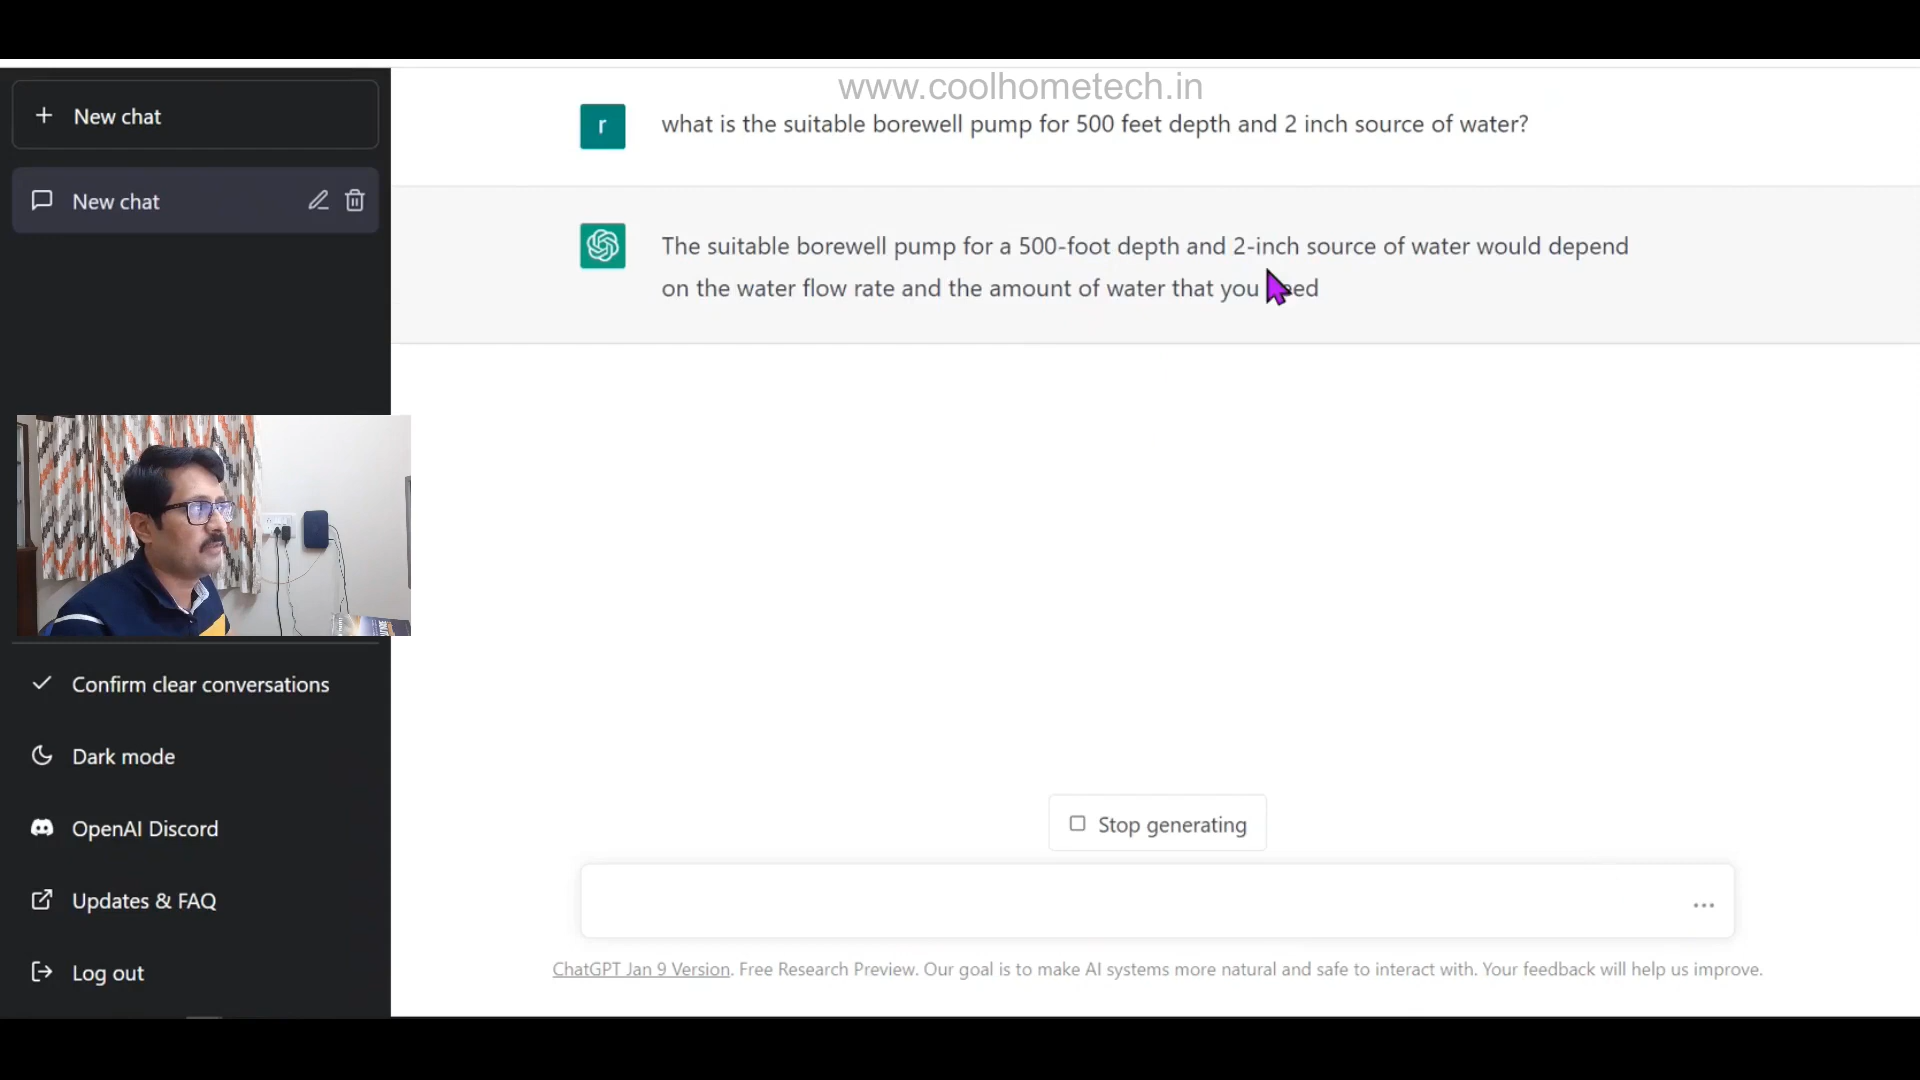 www.coolhometech.in
New chat
New chat
r
what is the suitable borewell pump for 500 feet depth and 2 inch source of water?
The suitable borewell pump for a 500-foot depth and 2-inch source of water would depend
on the water flow rate and the amount of water that you
Confirm clear conversations
Dark mode
OpenAI Discord
Updates & FAQ
Log out
Stop generating
ChatGPT Jan 9 Version. Free Research Preview. Our goal is to make AI systems more natural and safe to interact with. Your feedback will help us improve.